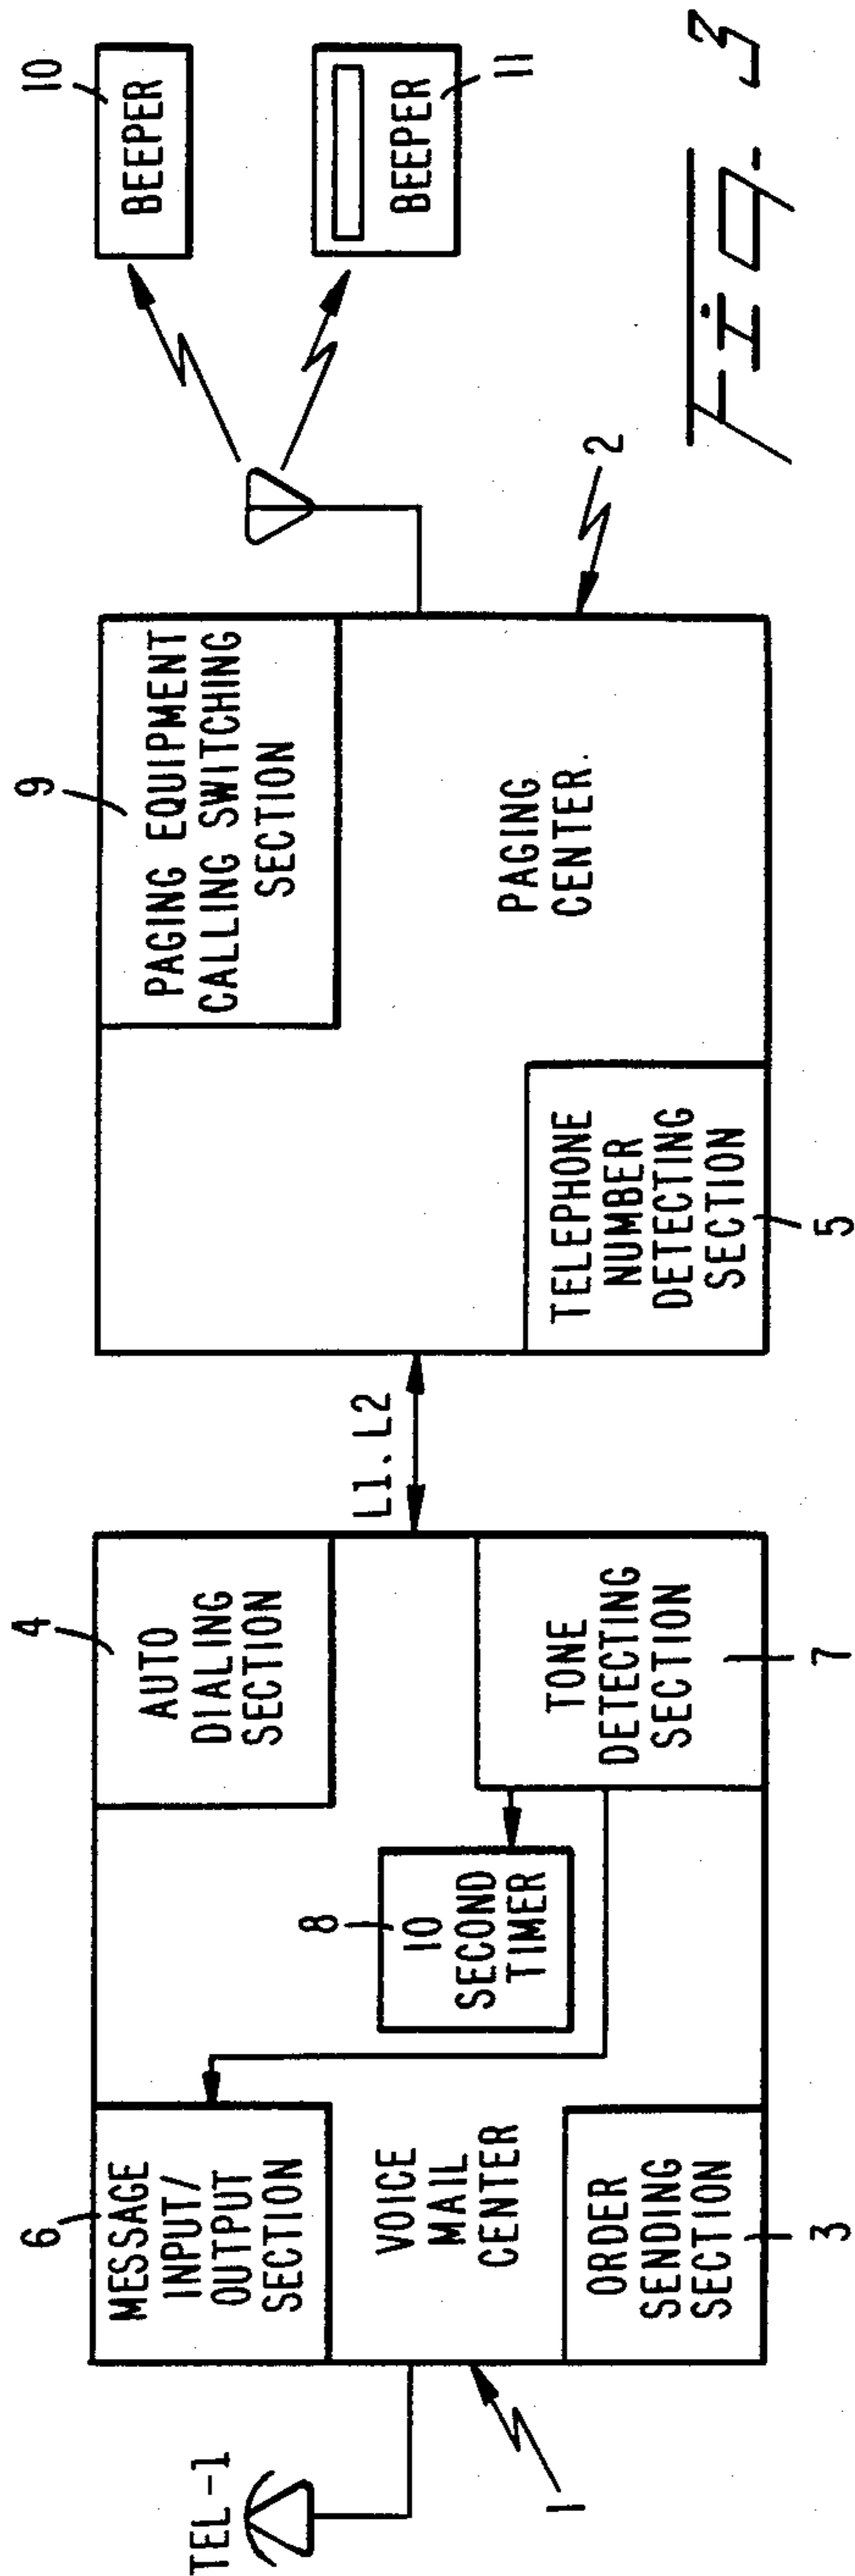 TEL-1
1
6
MESSAGE
INPUT/
OUTPUT
SECTION
VOICE
MAIL
CENTER
ORDER
SENDING
SECTION
3
8
10
SECOND
TIMER
4
AUTO
DIALING
SECTION
TONE
DETECTING
SECTION
7
L1, L2
9
PAGING EQUIPMENT
CALLING SWITCHING
SECTION
PAGING
CENTER.
TELEPHONE
NUMBER
DETECTING
SECTION
5
2
10
BEEPER
BEEPER
11
Fig. 3